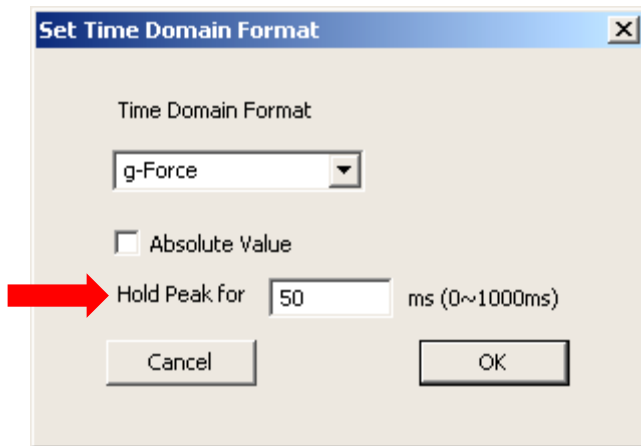 Set Time Domain Format
Time Domain Format
g-Force
Absolute Value
Hold Peak for 50 ms (0~1000ms)
Cancel OK